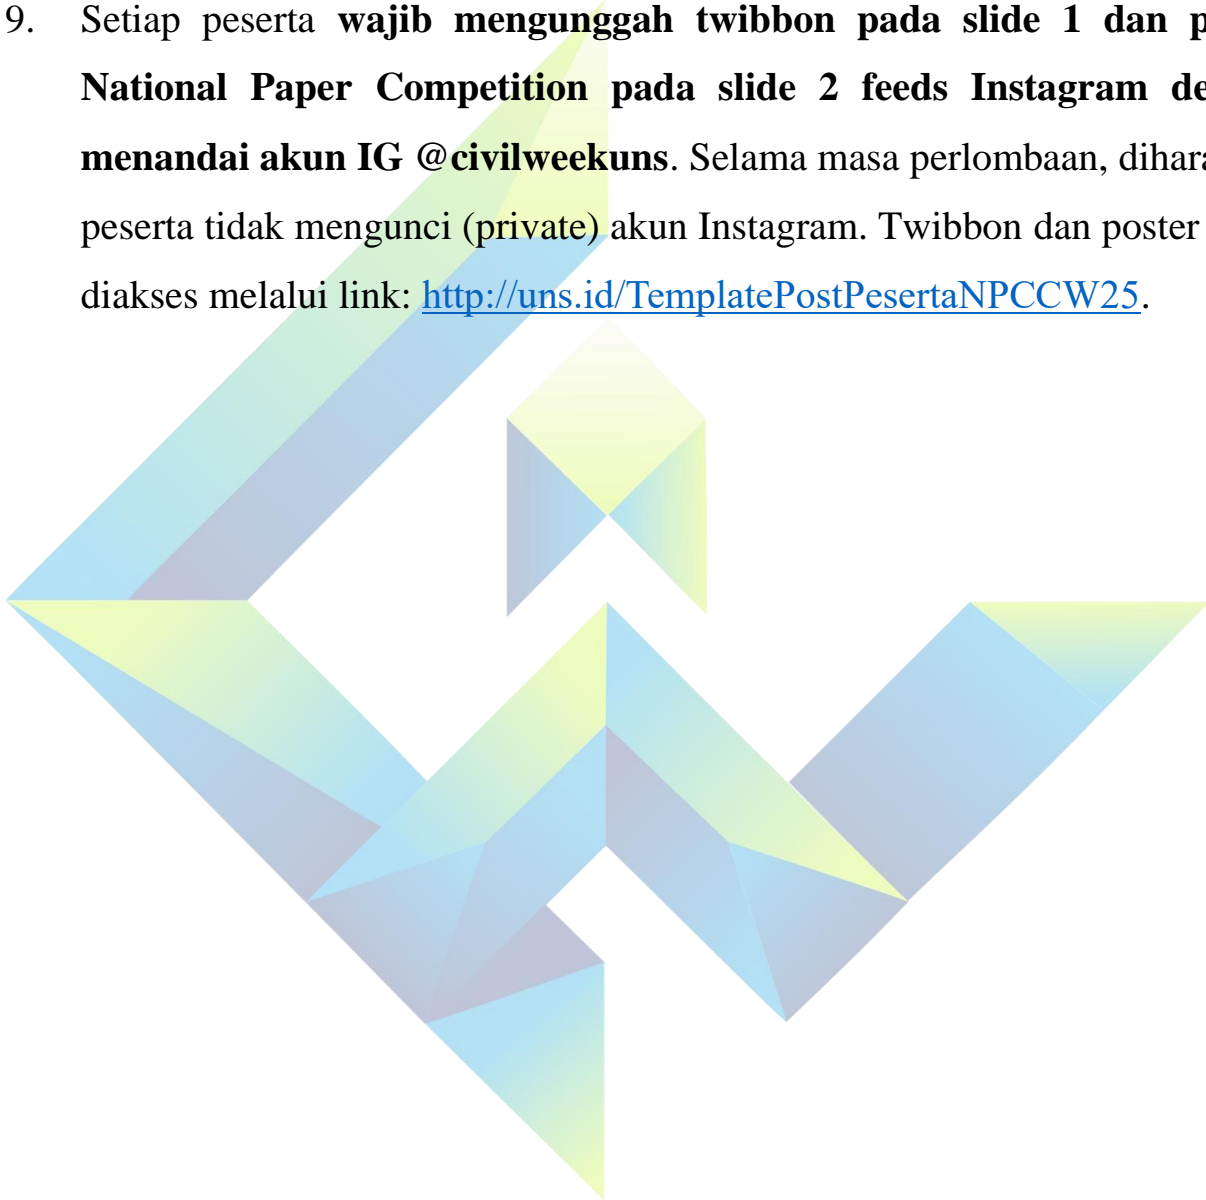 9. Setiap peserta wajib mengunggah twibbon pada slide 1 dan p
National Paper Competition pada slide 2 feeds Instagram de
menandai akun IG @civilweekuns. Selama masa perlombaan, dihara
peserta tidak mengunci (private) akun Instagram. Twibbon dan poster
diakses melalui link: http://uns.id/TemplatePostPesertaNPCCW25.